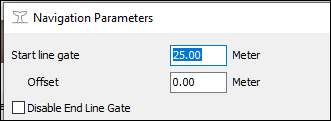 Navigation Parameters
Start line gate 25.00 Meter
Offset 0.00 Meter
Disable End Line Gate